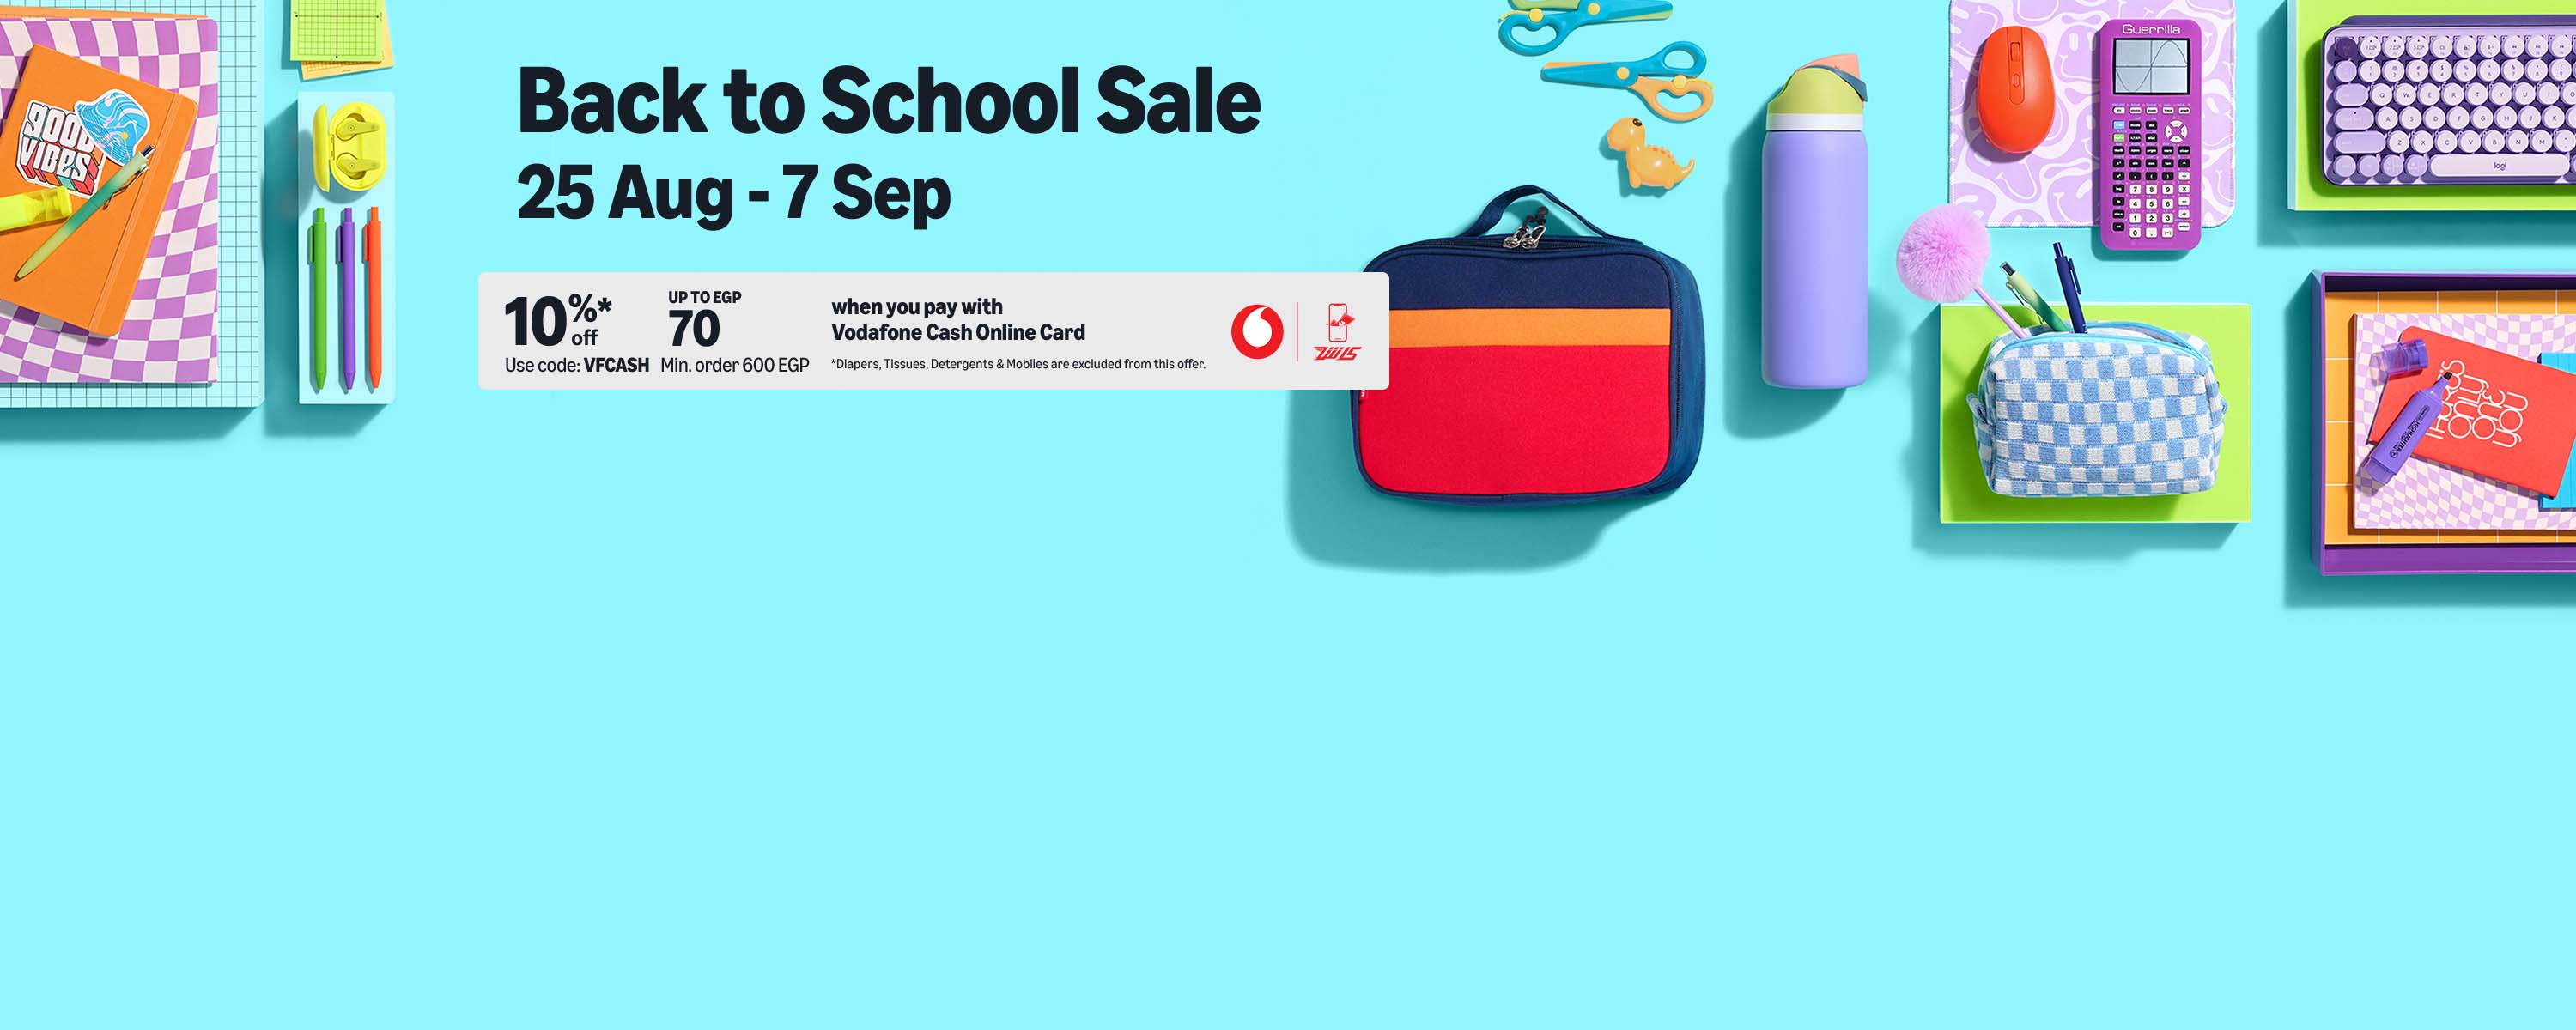 Back to School Sale
25 Aug - 7 Sep
10%* off
UP TO EGP 70
when you pay with
Vodafone Cash Online Card
Use code: VFCASH
Min. order 600 EGP
*Diapers, Tissues, Detergents & Mobiles are excluded from this offer.
good
VIBES
Guerrilla
logi